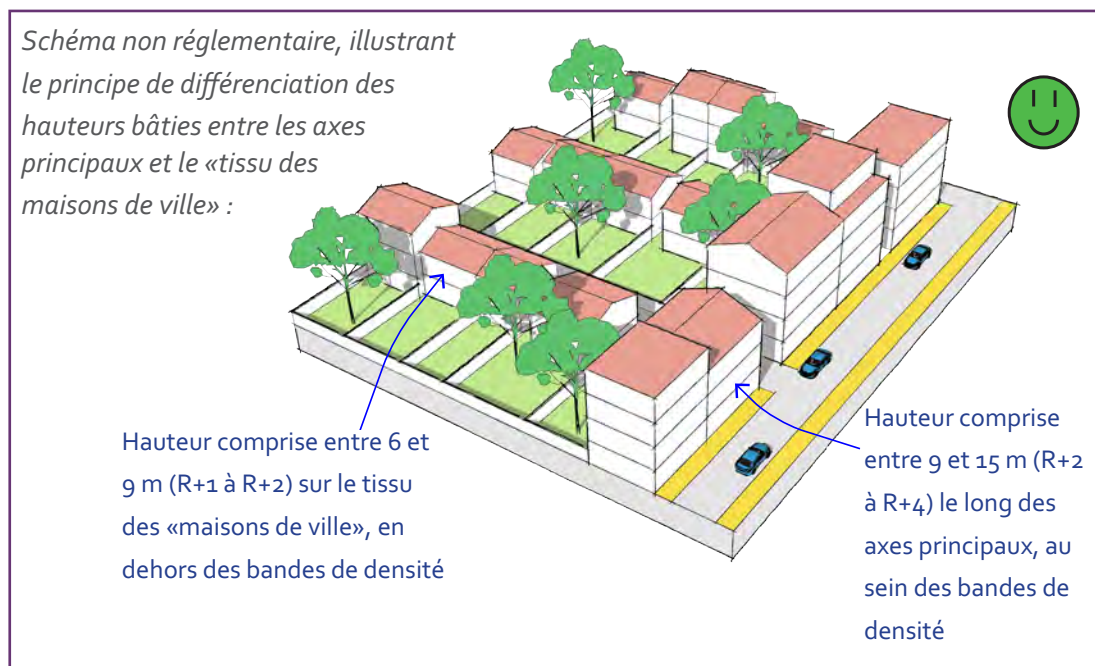 Schéma non réglementaire, illustrant
le principe de différenciation des
hauteurs bâties entre les axes
principaux et le «tissu des
maisons de ville» :
Hauteur comprise entre 6 et
9 m (R+1 à R+2) sur le tissu
des «maisons de ville», en
dehors des bandes de densité
Hauteur comprise
entre 9 et 15 m (R+2
à R+4) le long des
axes principaux, au
sein des bandes de
densité